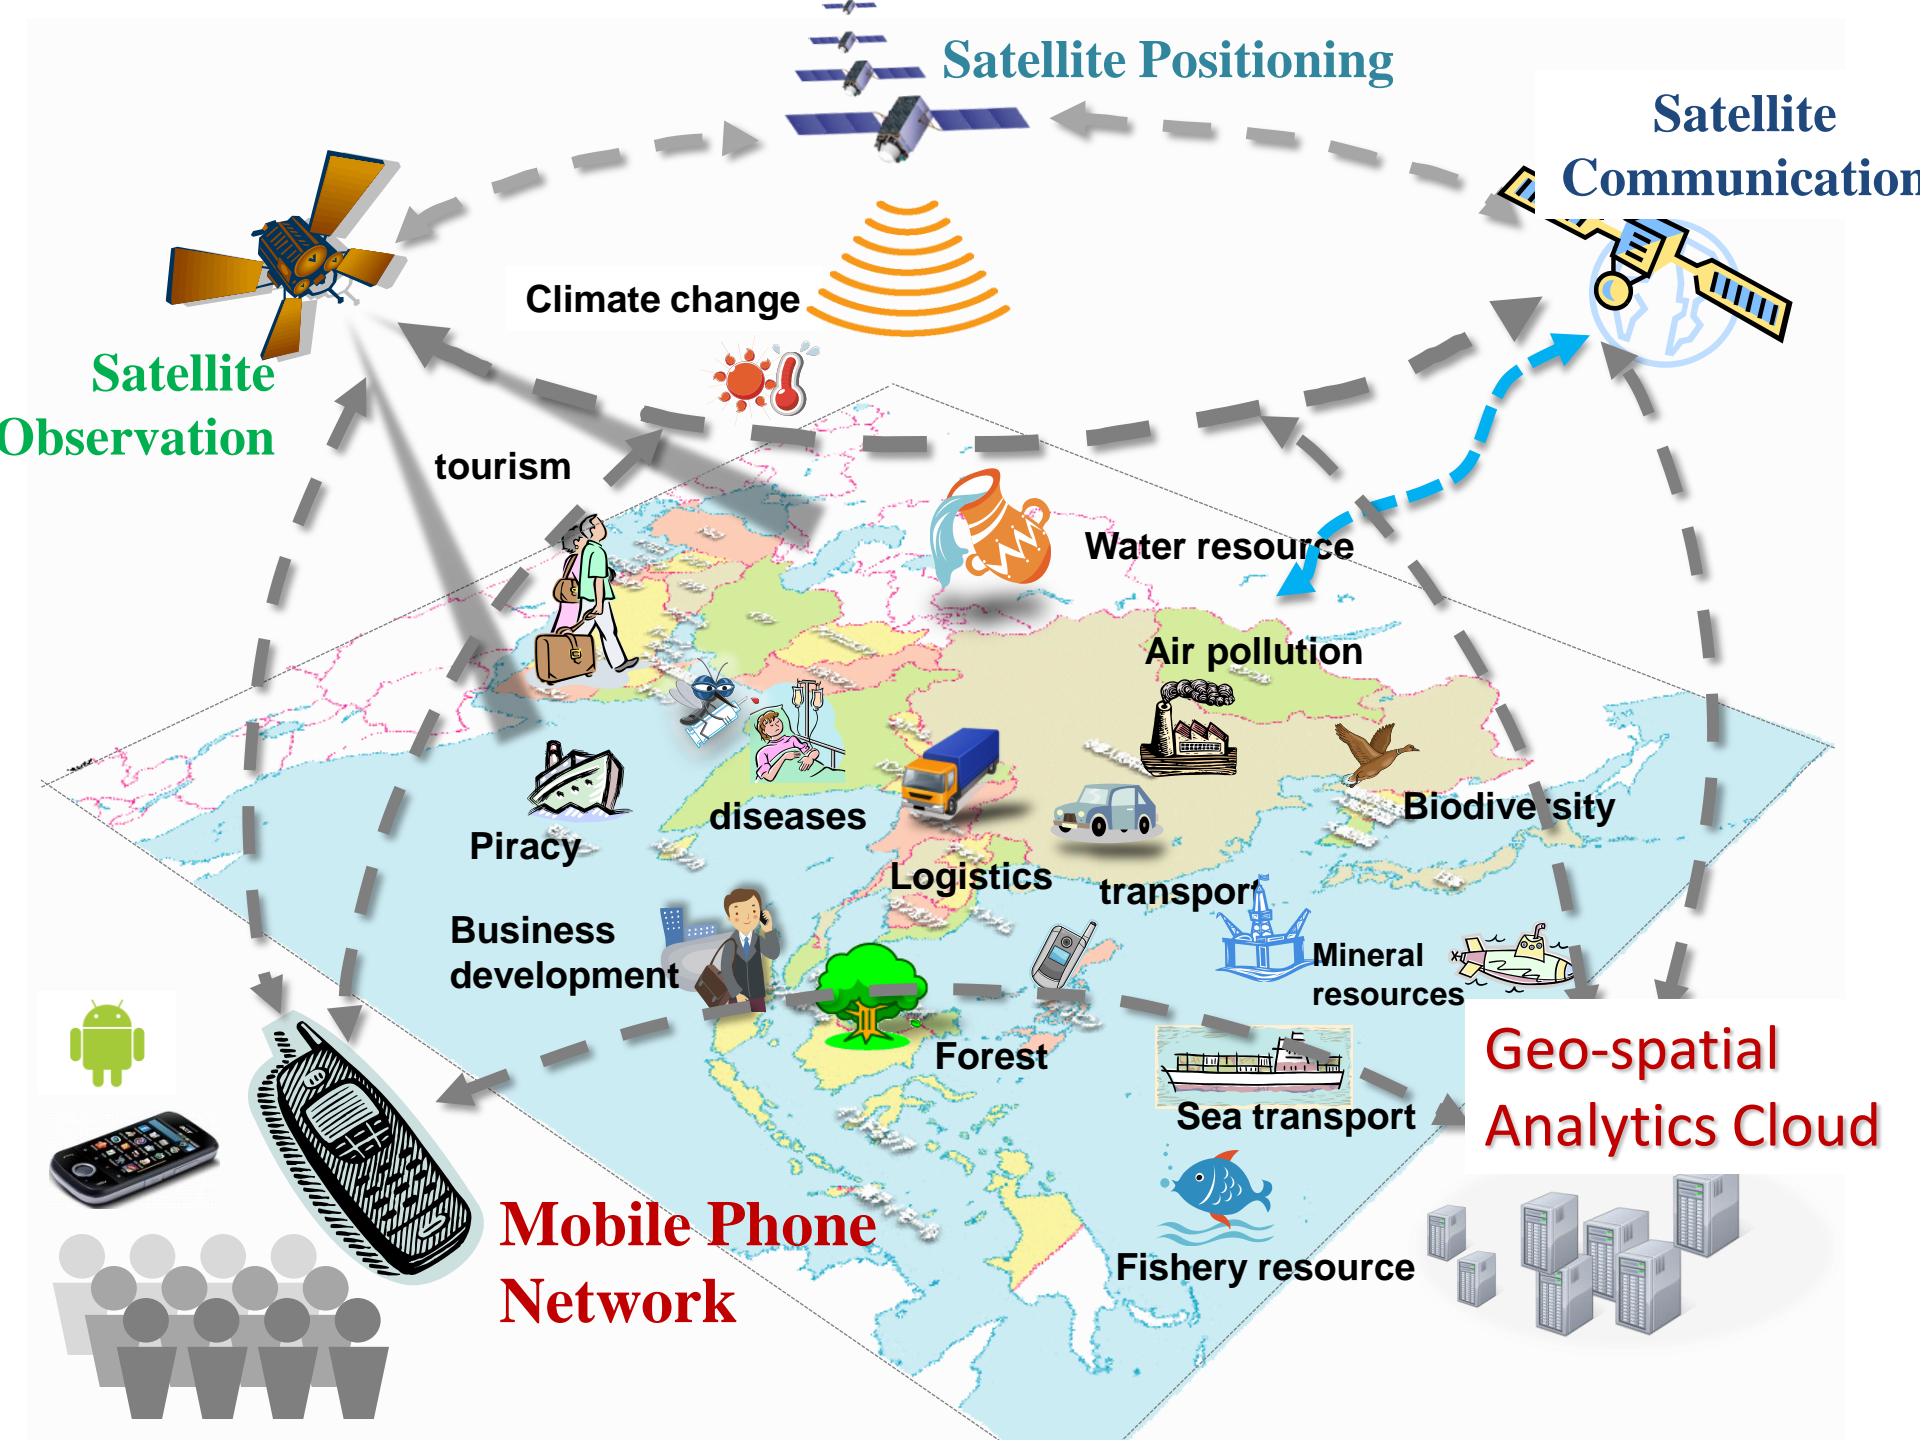 Satellite Positioning
Satellite
Communication
Climate change
Satellite
Observation
tourism
Water resource
Air pollution
Biodiversity
diseases
Piracy
Logistics
transport
Business
development
Mineral
resources
Forest
Sea transport
Geo-spatial
Analytics Cloud
Mobile Phone
Network
Fishery resource